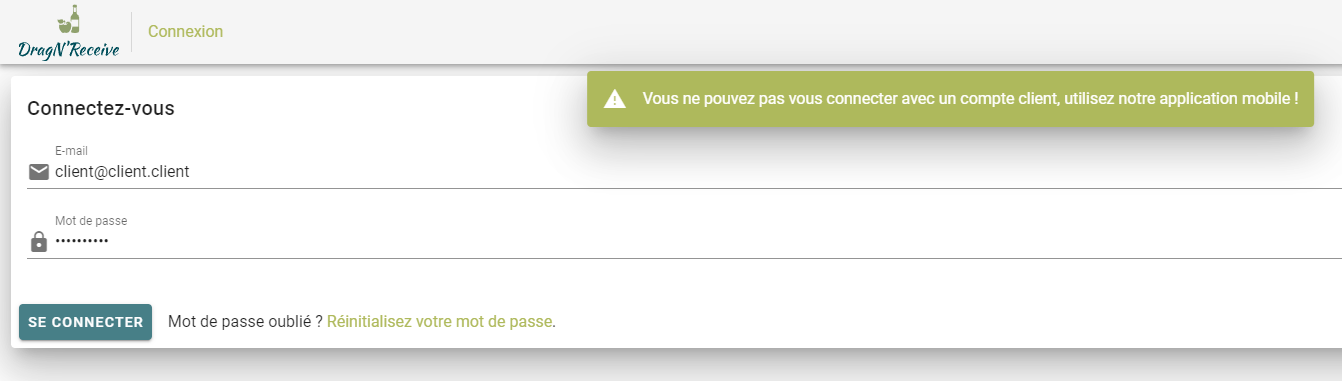 DragN'Receive
Connexion
Vous ne pouvez pas vous connecter avec un compte client, utilisez notre application mobile !
Connectez-vous
E-mail
client@client.client
Mot de passe
••••••••••
SE CONNECTER
Mot de passe oublié ? Réinitialisez votre mot de passe.